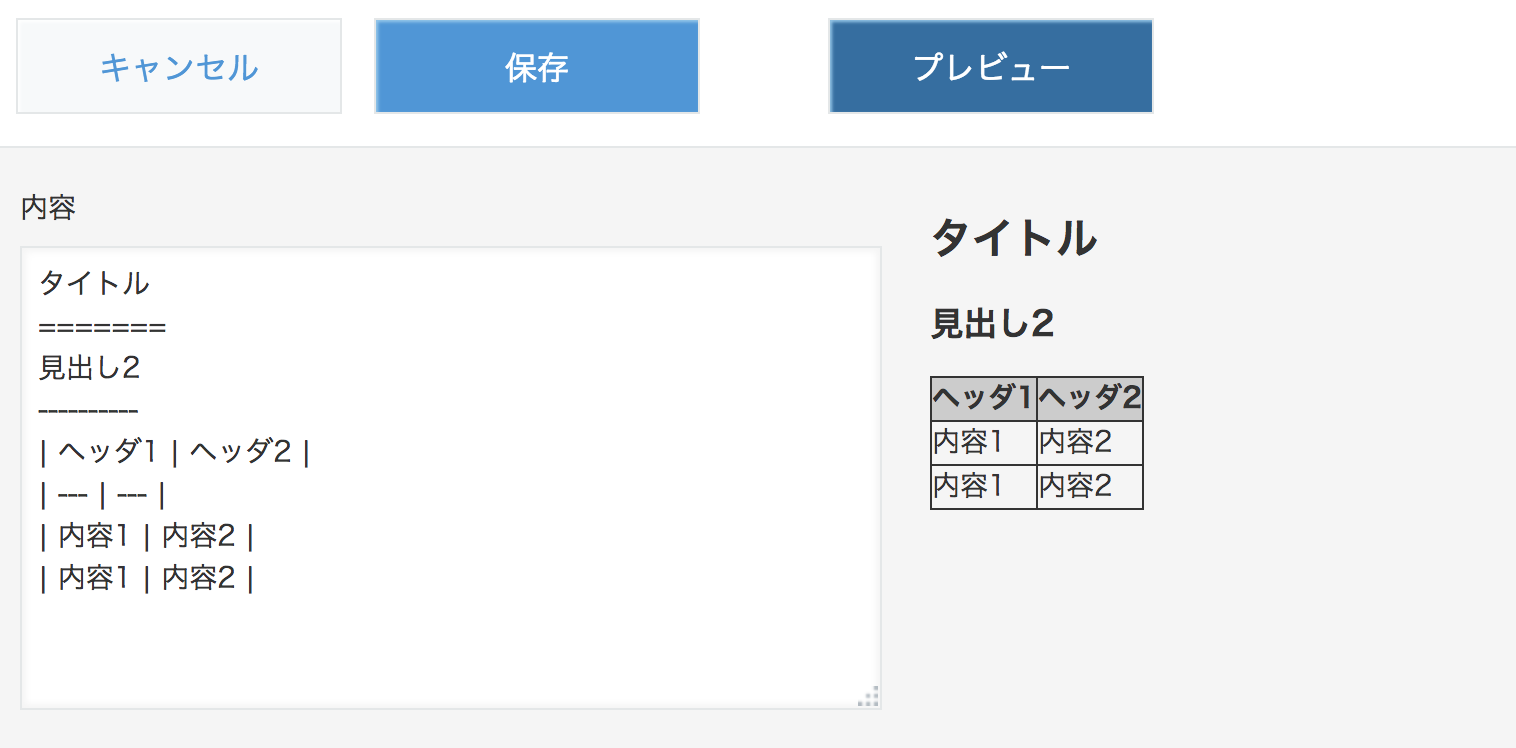 キャンセル 保存 プレビュー
内容
タイトル
=======
見出し2
----------
| ヘッダ1 | ヘッダ2 |
| --- | --- |
| 内容1 | 内容2 |
| 内容1 | 内容2 |
タイトル
見出し2
ヘッダ1 ヘッダ2
内容1 内容2
内容1 内容2